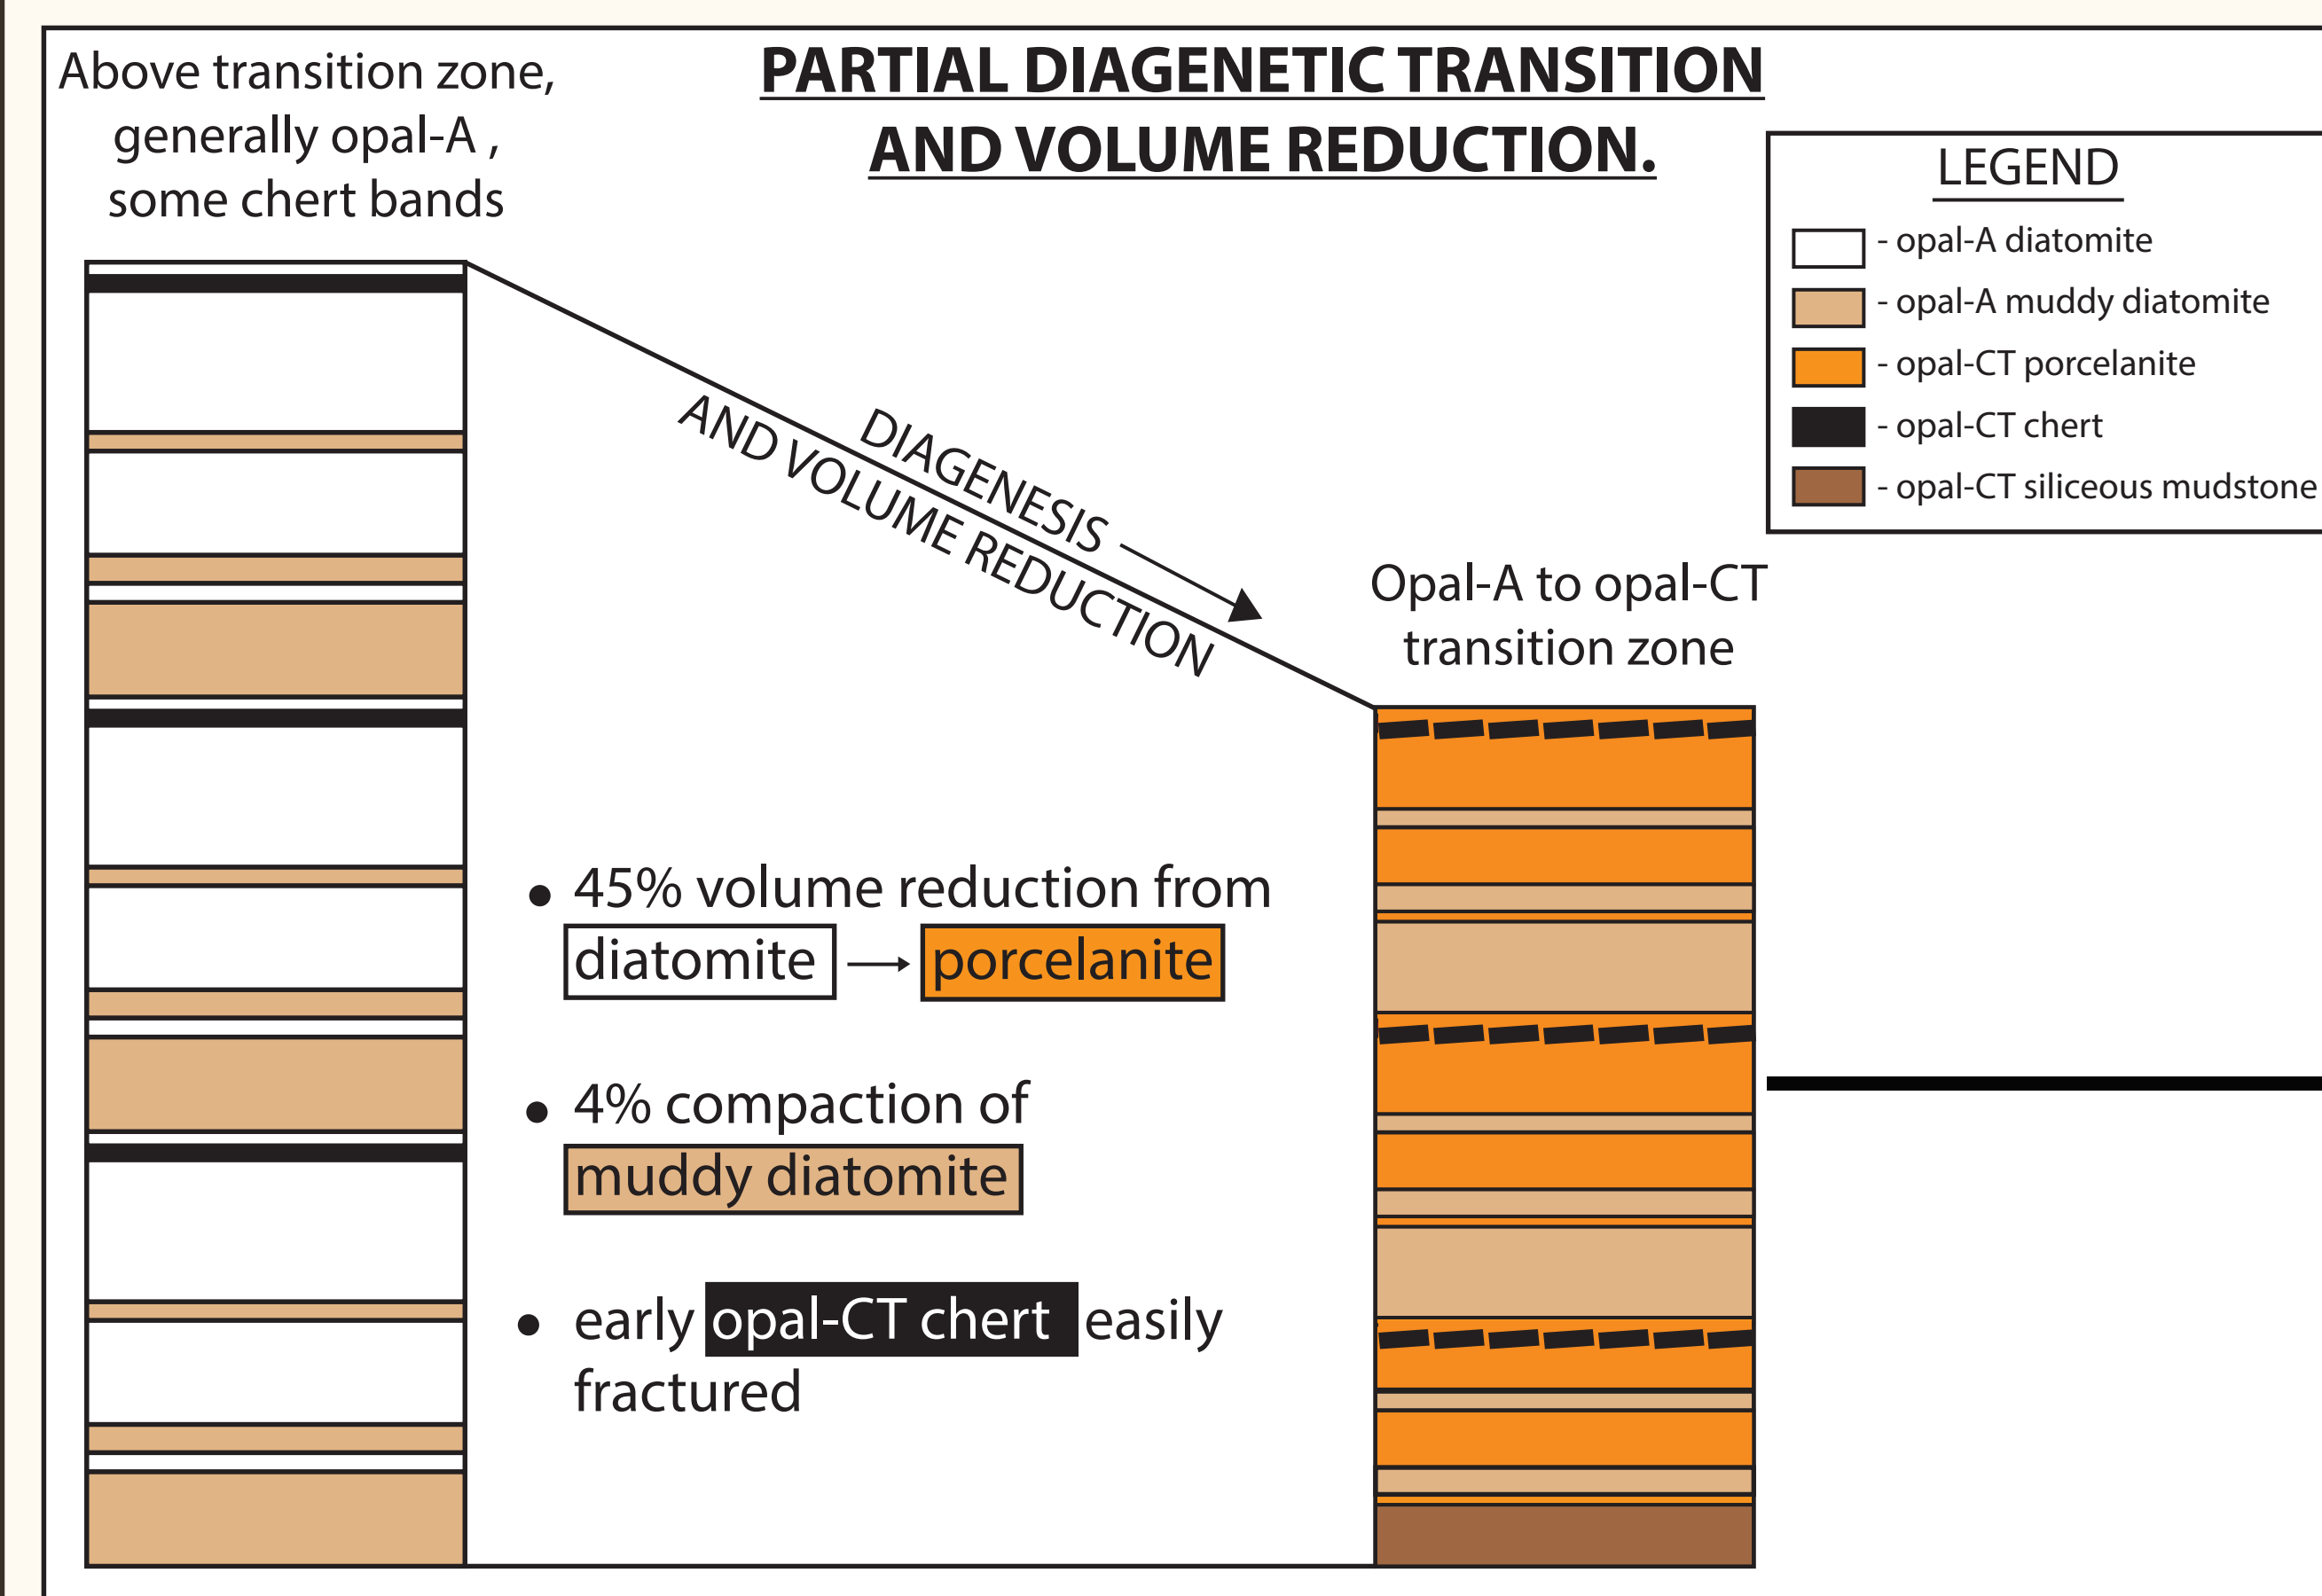 Above transition zone,
generally opal-A ,
some chert bands
PARTIAL DIAGENETIC TRANSITION
AND VOLUME REDUCTION.
LEGEND
- opal-A diatomite
- opal-A muddy diatomite
- opal-CT porcelanite
- opal-CT chert
- opal-CT siliceous mudstone
DIAGENESIS
AND VOLUME REDUCTION
Opal-A to opal-CT
transition zone
• 45% volume reduction from
diatomite → porcelanite
• 4% compaction of
muddy diatomite
• early opal-CT chert easily
fractured